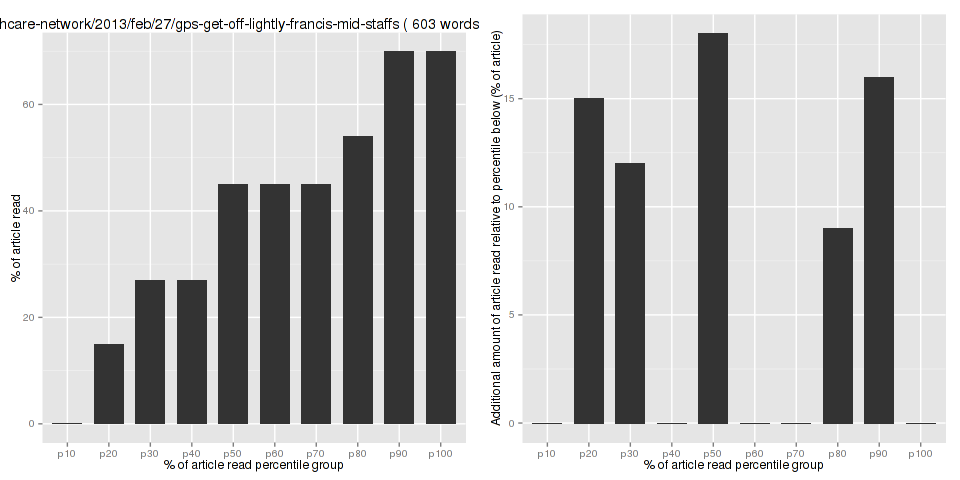 hcare-network/2013/feb/27/gps-get-off-lightly-francis-mid-staffs ( 603 words
% of article read
60
40
20
0
p10 p20 p30 p40 p50 p60 p70 p80 p90 p100
% of article read percentile group
Additional amount of article read relative to percentile below (% of article)
15
10
5
0
p10 p20 p30 p40 p50 p60 p70 p80 p90 p100
% of article read percentile group